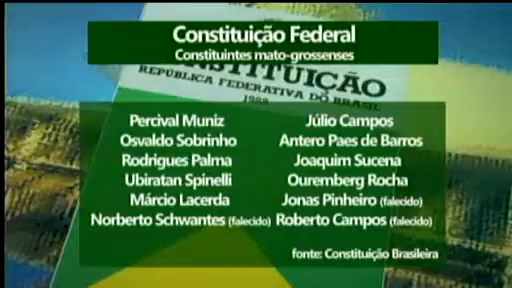 Constituição Federal
Constituintes mato-grossenses
CONSTITUIÇÃO
REPÚBLICA FEDERATIVA DO BRASIL
1988
Percival Muniz
Osvaldo Sobrinho
Rodrigues Palma
Ubiratan Spinelli
Márcio Lacerda
Norberto Schwantes (falecido)
Júlio Campos
Antero Paes de Barros
Joaquim Sucena
Ouremberg Rocha
Jonas Pinheiro (falecido)
Roberto Campos (falecido)
fonte: Constituição Brasileira